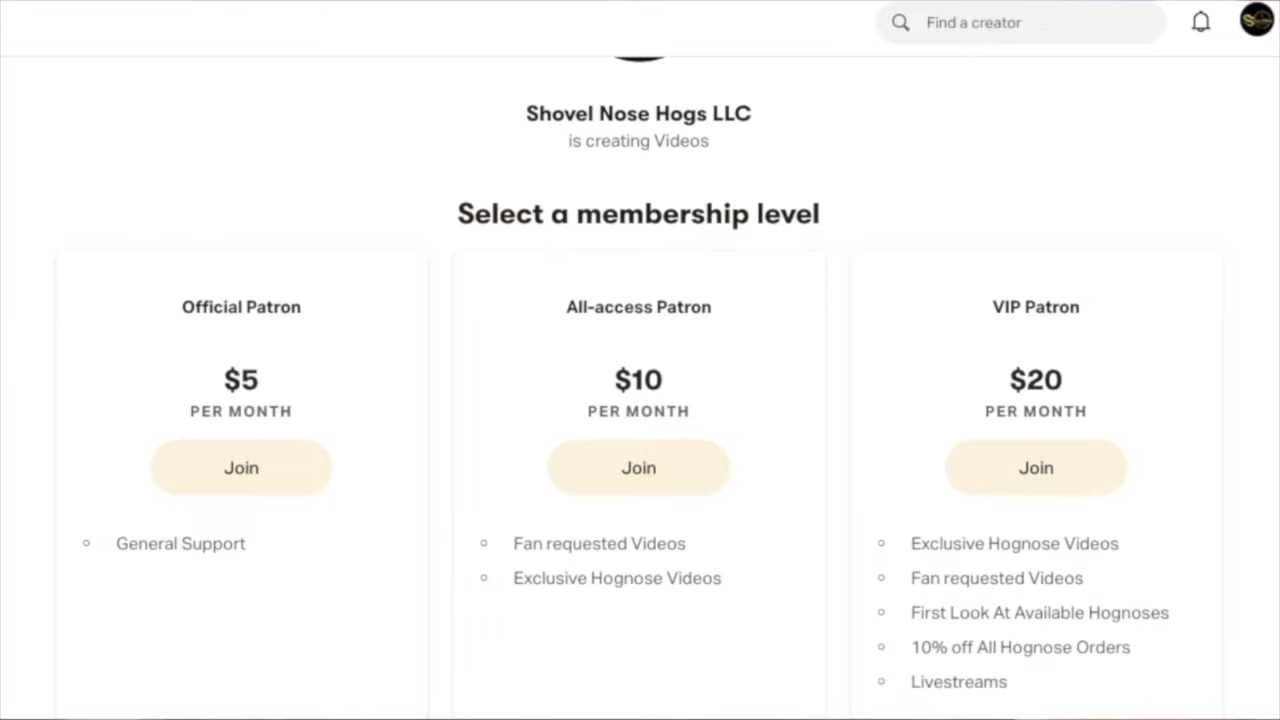 Find a creator
Shovel Nose Hogs LLC
is creating Videos
Select a membership level
Official Patron
$5
PER MONTH
Join
General Support
All-access Patron
$10
PER MONTH
Join
Fan requested Videos
Exclusive Hognose Videos
VIP Patron
$20
PER MONTH
Join
Exclusive Hognose Videos
Fan requested Videos
First Look At Available Hognoses
10% off All Hognose Orders
Livestreams